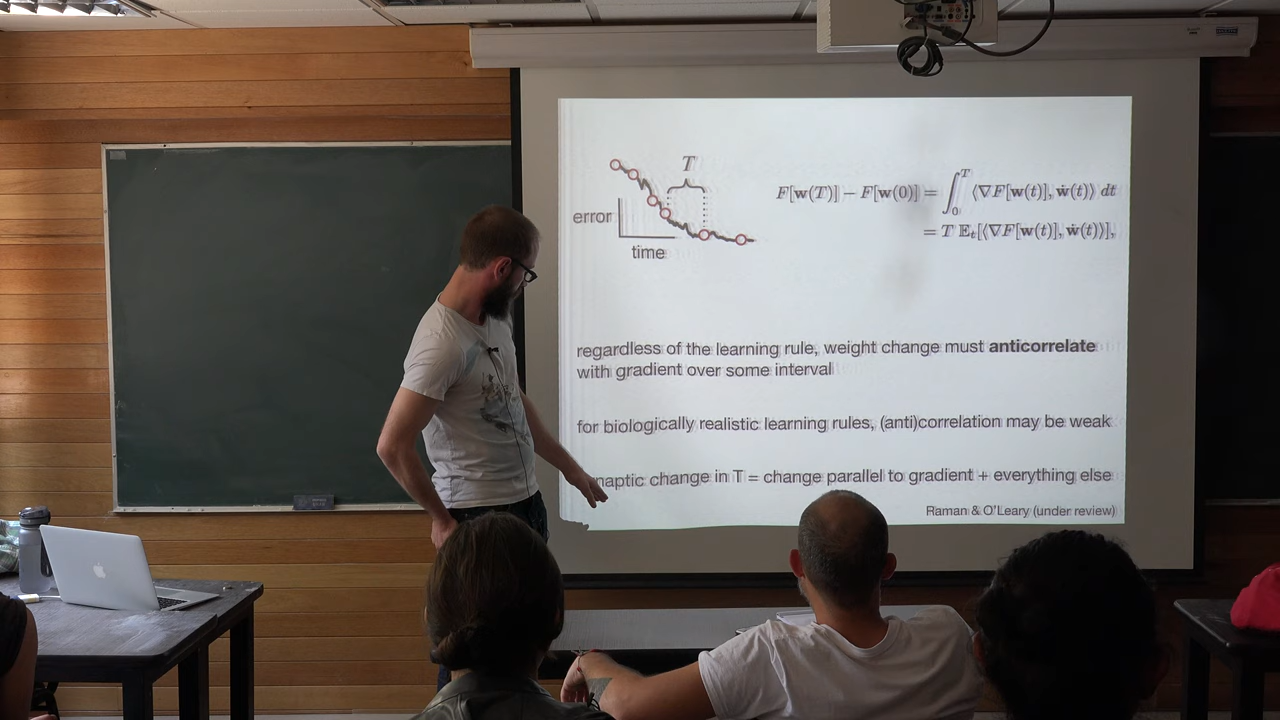 T
error
time
F[w(T)] − F[w(0)] = ∫₀ᵀ ⟨∇F[w(t)], ẇ(t)⟩ dt
= T 𝔼ₜ[⟨∇F[w(t)], ẇ(t)⟩],
regardless of the learning rule, weight change must anticorrelate
with gradient over some interval
for biologically realistic learning rules, (anti)correlation may be weak
naptic change in T = change parallel to gradient + everything else
Raman & O'Leary (under review)